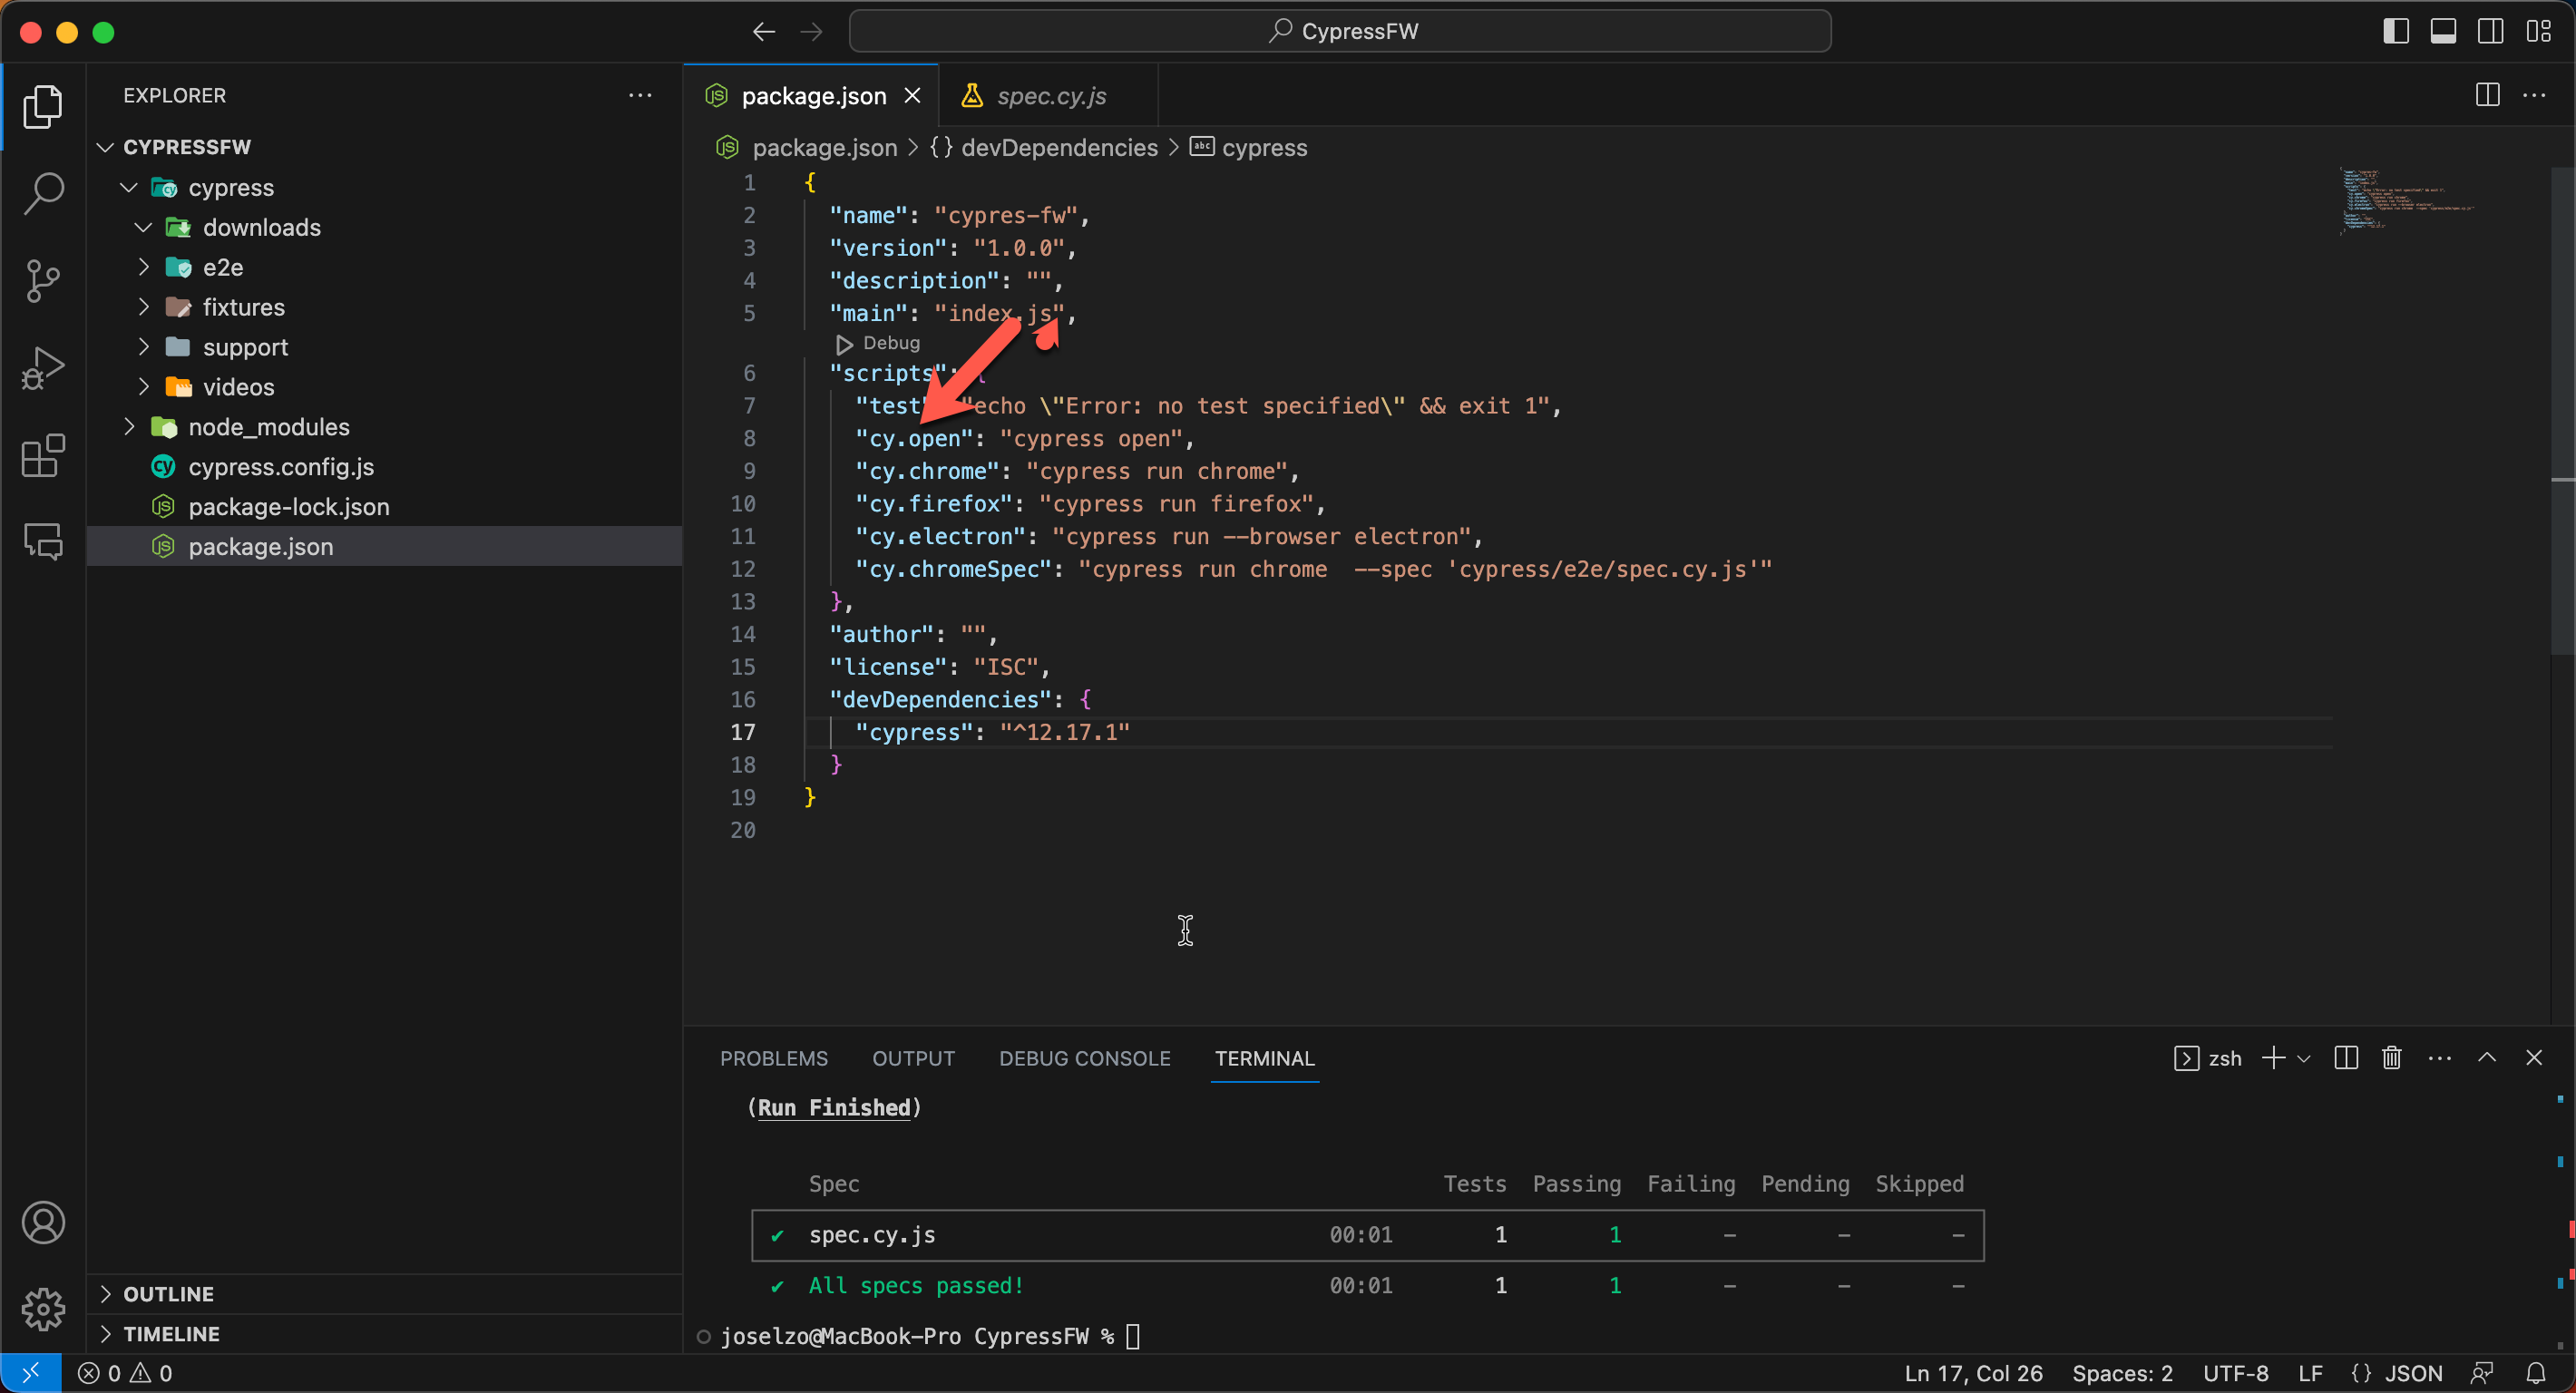 CypressFW
EXPLORER
CYPRESSFW
cypress
downloads
e2e
fixtures
support
videos
node_modules
cypress.config.js
package-lock.json
package.json
OUTLINE
TIMELINE
package.json
spec.cy.js
package.json > {} devDependencies > abc cypress
1 {
2 "name": "cypres-fw",
3 "version": "1.0.0",
4 "description": "",
5 "main": "index.js",
Debug
6 "scripts": {
7 "test": "echo \"Error: no test specified\" && exit 1",
8 "cy.open": "cypress open",
9 "cy.chrome": "cypress run chrome",
10 "cy.firefox": "cypress run firefox",
11 "cy.electron": "cypress run --browser electron",
12 "cy.chromeSpec": "cypress run chrome  --spec 'cypress/e2e/spec.cy.js'"
13 },
14 "author": "",
15 "license": "ISC",
16 "devDependencies": {
17 "cypress": "^12.17.1"
18 }
19 }
20
PROBLEMS OUTPUT DEBUG CONSOLE TERMINAL
zsh
(Run Finished)
Spec Tests Passing Failing Pending Skipped
✔ spec.cy.js 00:01 1 1 - - -
✔ All specs passed! 00:01 1 1 - - -
joselzo@MacBook-Pro CypressFW %
0 0
Ln 17, Col 26 Spaces: 2 UTF-8 LF {} JSON